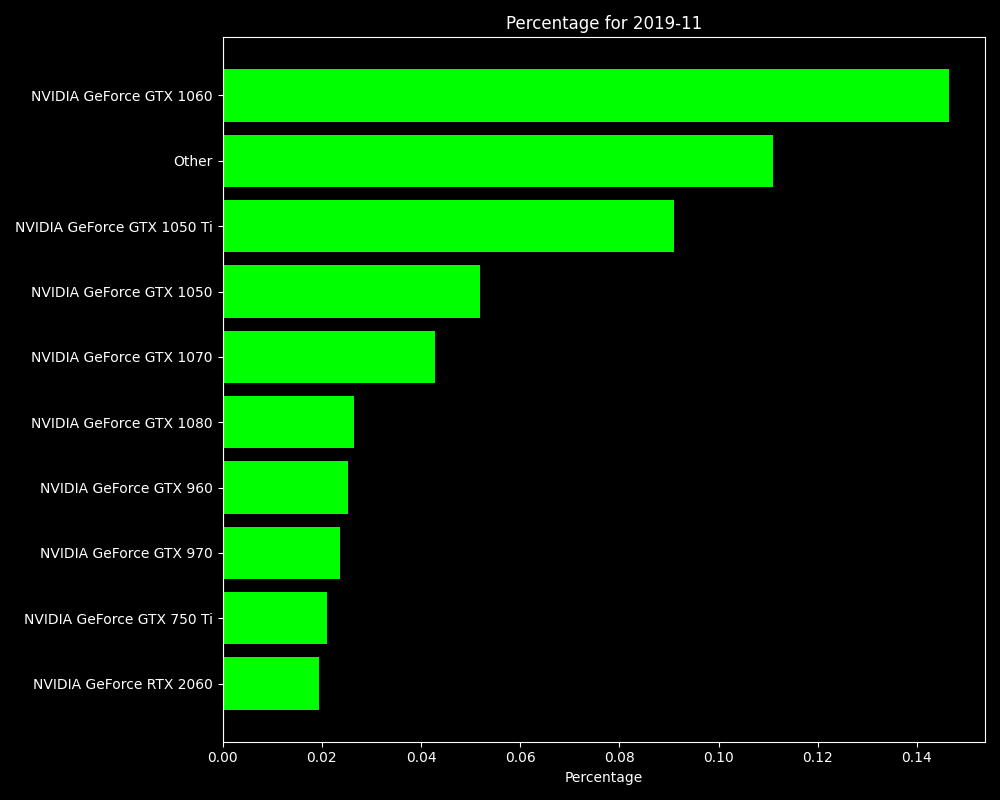 Percentage for 2019-11
NVIDIA GeForce GTX 1060
Other
NVIDIA GeForce GTX 1050 Ti
NVIDIA GeForce GTX 1050
NVIDIA GeForce GTX 1070
NVIDIA GeForce GTX 1080
NVIDIA GeForce GTX 960
NVIDIA GeForce GTX 970
NVIDIA GeForce GTX 750 Ti
NVIDIA GeForce RTX 2060
0.00 0.02 0.04 0.06 0.08 0.10 0.12 0.14
Percentage